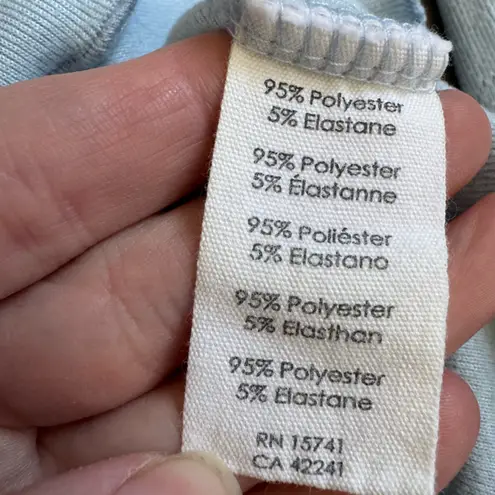 95% Polyester
5% Elastane
95% Polyester
5% Élastanne
95% Poliéster
5% Elastano
95% Polyester
5% Elasthan
95% Polyester
5% Elastane
RN 15741
CA 42241